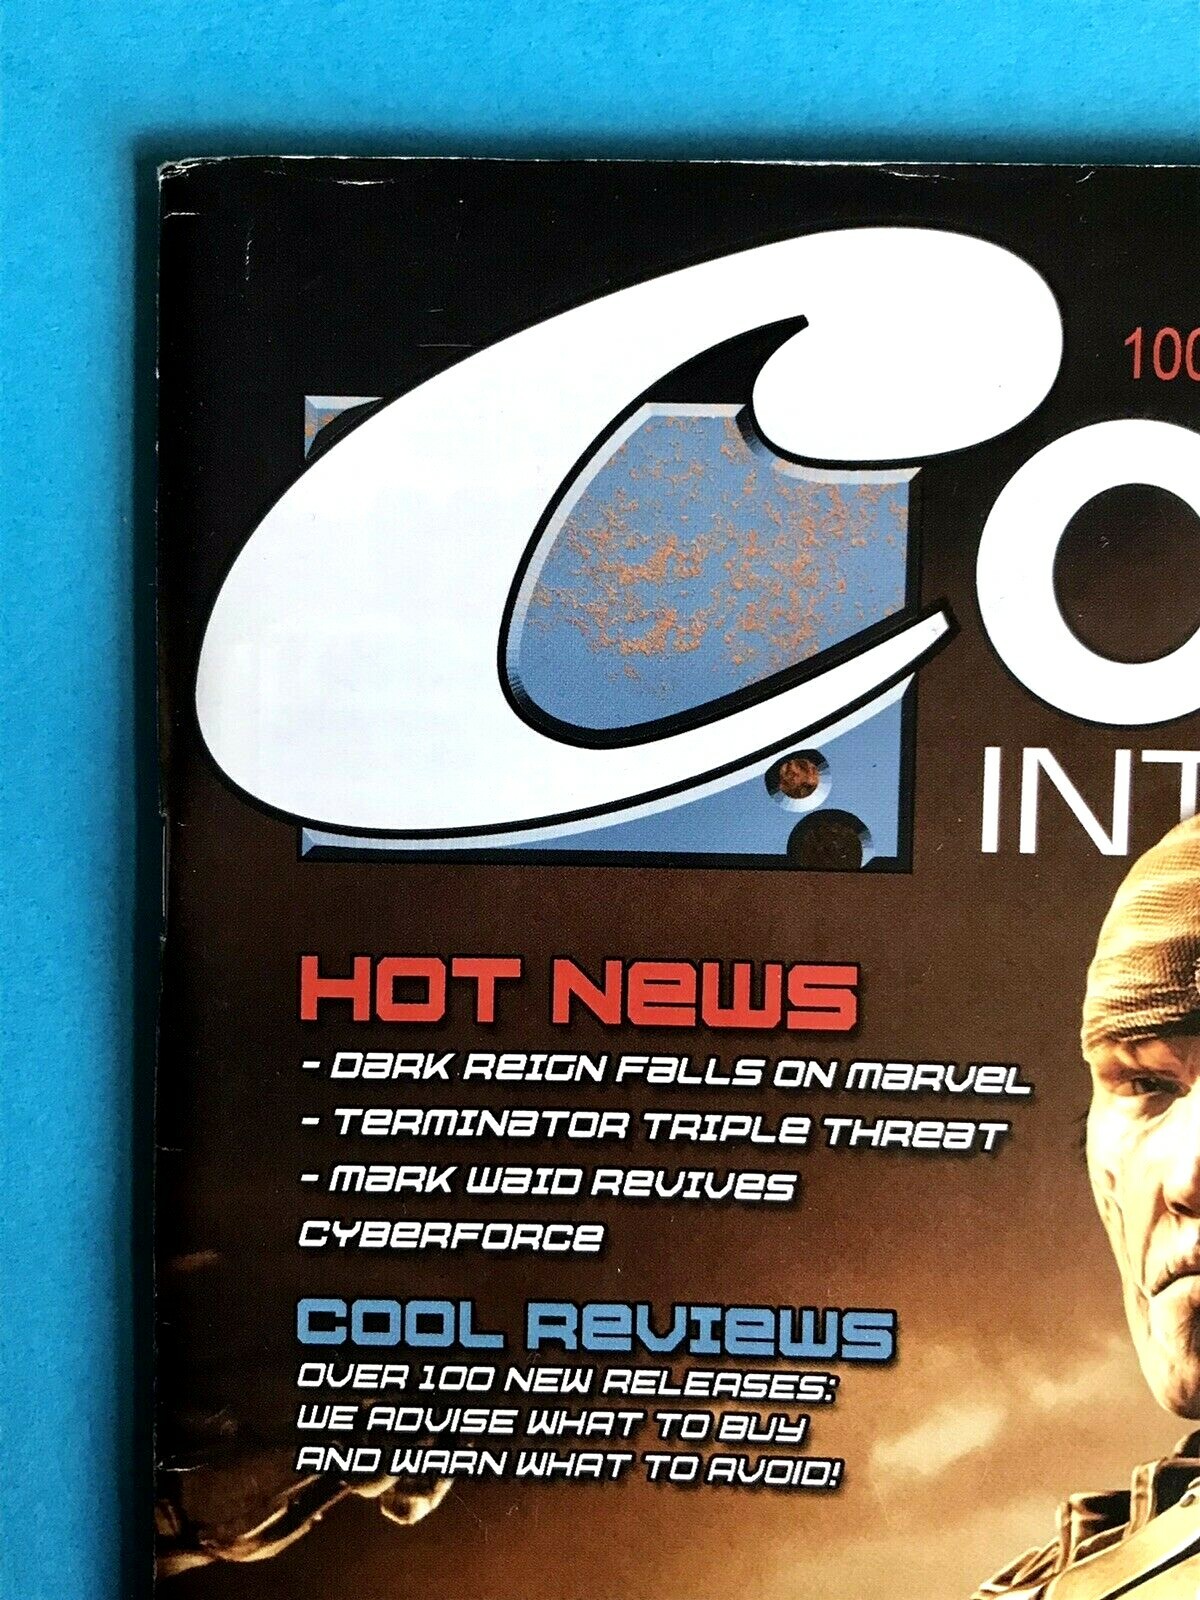 100
CO
INT
HOT NEWS
- DARK REIGN FALLS ON MARVEL
- TERMINATOR TRIPLE THREAT
- MARK WAID REVIVES
CYBERFORCE
COOL REVIEWS
OVER 100 NEW RELEASES:
WE ADVISE WHAT TO BUY
AND WARN WHAT TO AVOID!